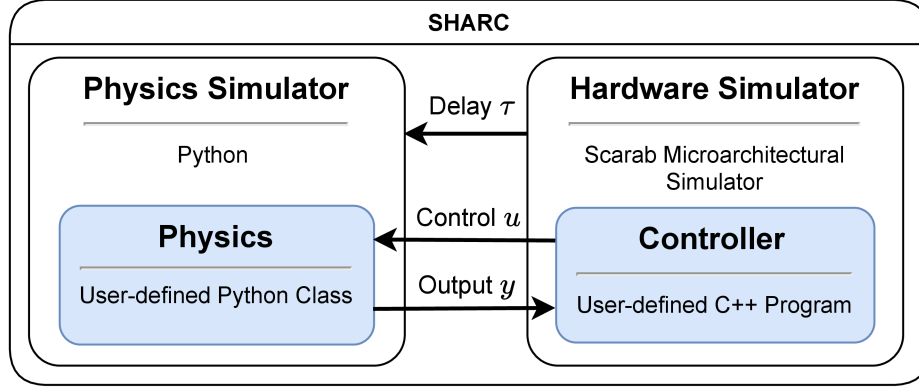 SHARC
Physics Simulator
Python
Physics
User-defined Python Class
Delay τ
Control u
Output y
Hardware Simulator
Scarab Microarchitectural
Simulator
Controller
User-defined C++ Program